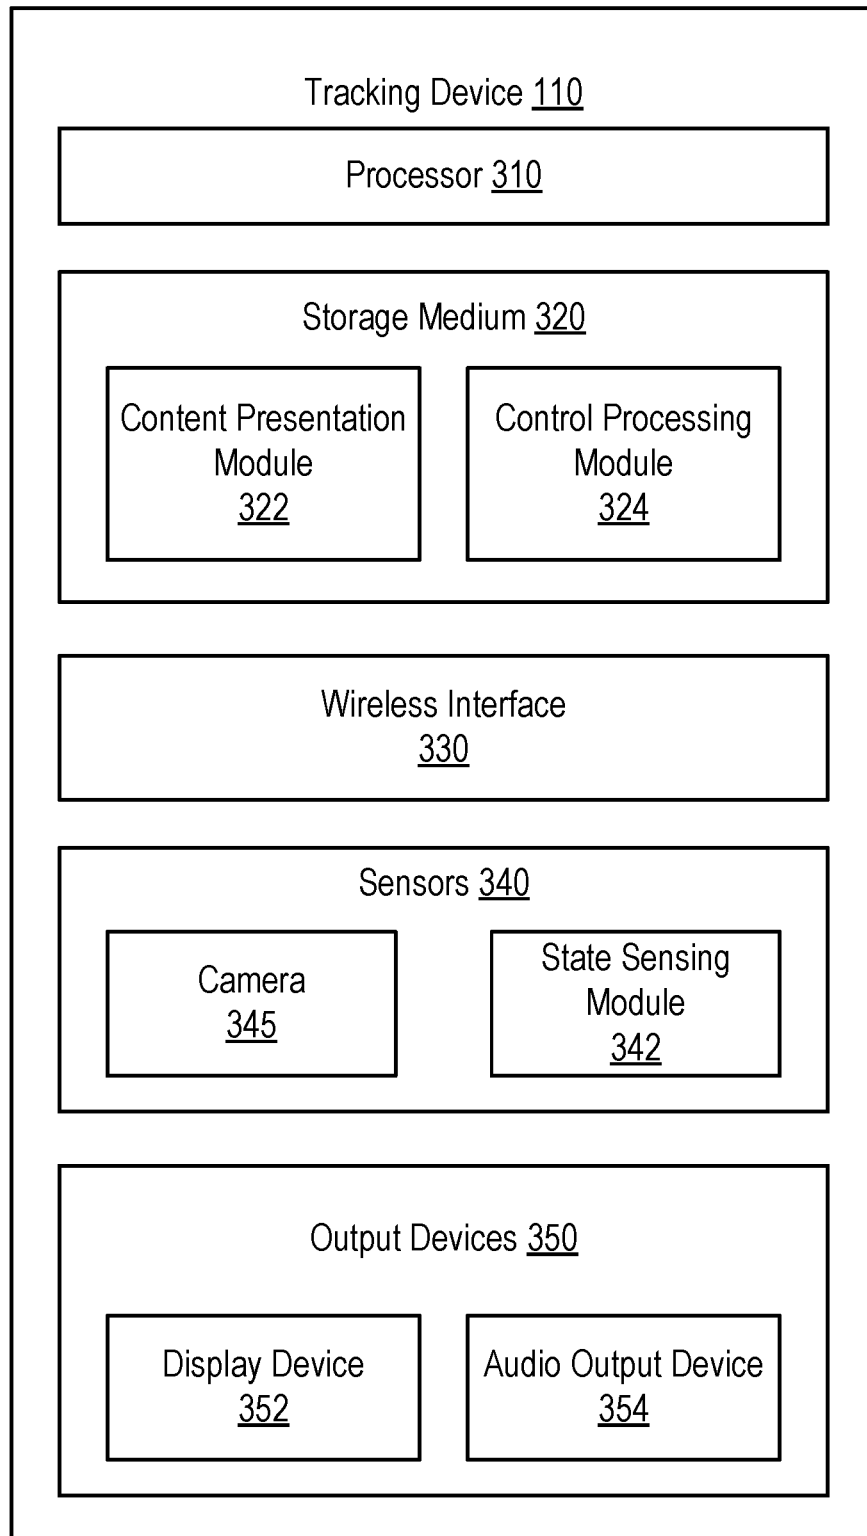 Tracking Device 110
Processor 310
Storage Medium 320
Content Presentation
Module
322
Control Processing
Module
324
Wireless Interface
330
Sensors 340
Camera
345
State Sensing
Module
342
Output Devices 350
Display Device
352
Audio Output Device
354